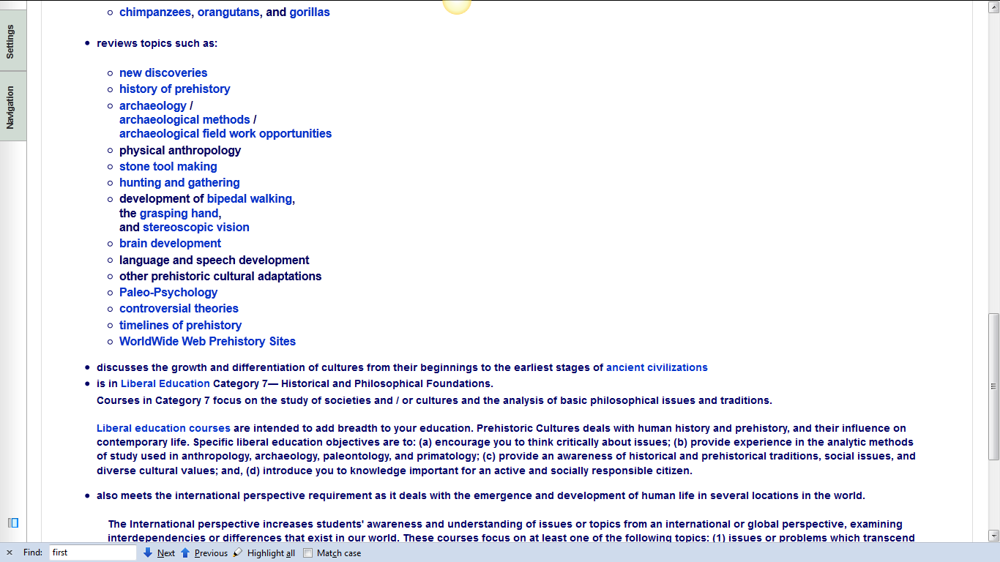 chimpanzees, orangutans, and gorillas
reviews topics such as:
new discoveries
history of prehistory
archaeology /
archaeological methods /
archaeological field work opportunities
physical anthropology
stone tool making
hunting and gathering
development of bipedal walking,
the grasping hand,
and stereoscopic vision
brain development
language and speech development
other prehistoric cultural adaptations
Paleo-Psychology
controversial theories
timelines of prehistory
WorldWide Web Prehistory Sites
discusses the growth and differentiation of cultures from their beginnings to the earliest stages of ancient civilizations
is in Liberal Education Category 7— Historical and Philosophical Foundations.
Courses in Category 7 focus on the study of societies and / or cultures and the analysis of basic philosophical issues and traditions.
Liberal education courses are intended to add breadth to your education. Prehistoric Cultures deals with human history and prehistory, and their influence on
contemporary life. Specific liberal education objectives are to: (a) encourage you to think critically about issues; (b) provide experience in the analytic methods
of study used in anthropology, archaeology, paleontology, and primatology; (c) provide an awareness of historical and prehistorical traditions, social issues, and
diverse cultural values; and, (d) introduce you to knowledge important for an active and socially responsible citizen.
also meets the international perspective requirement as it deals with the emergence and development of human life in several locations in the world.
The International perspective increases students' awareness and understanding of issues or topics from an international or global perspective, examining
interdependencies or differences that exist in our world. These courses focus on at least one of the following topics: (1) issues or problems which transcend
Settings
Navigation
Find: first Next Previous Highlight all Match case